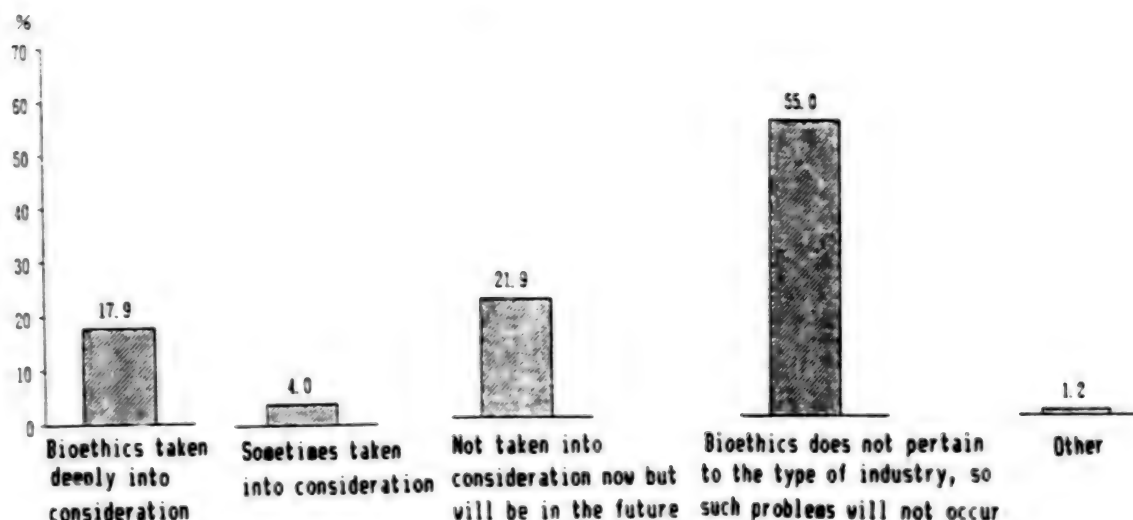 %
70
60
50
40
30
20
10
0
17.9
4.0
21.9
55.0
1.2
Bioethics taken
deeply into
consideration
Sometimes taken
into consideration
Not taken into
consideration now but
will be in the future
Bioethics does not pertain
to the type of industry, so
such problems will not occur
Other